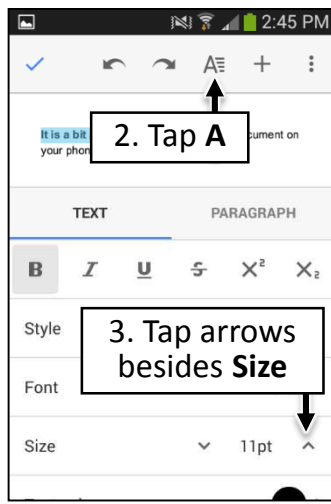 2:45 PM
A
It is a bit cument on
your phon
2. Tap A
TEXT PARAGRAPH
B I U S X² X₂
Style
Font
3. Tap arrows
besides Size
Size 11pt